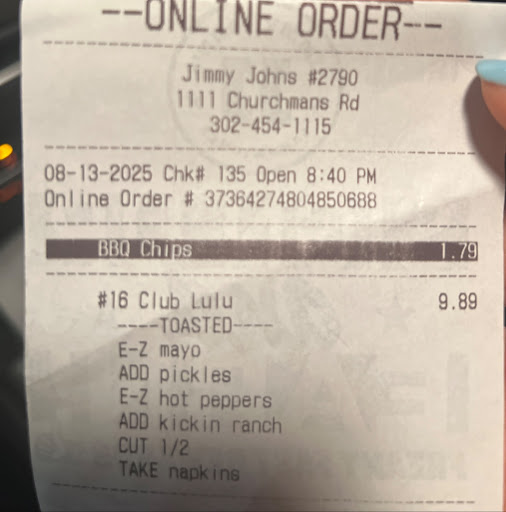 --ONLINE ORDER--
Jimmy Johns #2790
1111 Churchmans Rd
302-454-1115
08-13-2025 Chk# 135 Open 8:40 PM
Online Order # 37364274804850688
BBQ Chips 1.79
#16 Club Lulu 9.89
----TOASTED----
E-Z mayo
ADD pickles
E-Z hot peppers
ADD kickin ranch
CUT 1/2
TAKE napkins